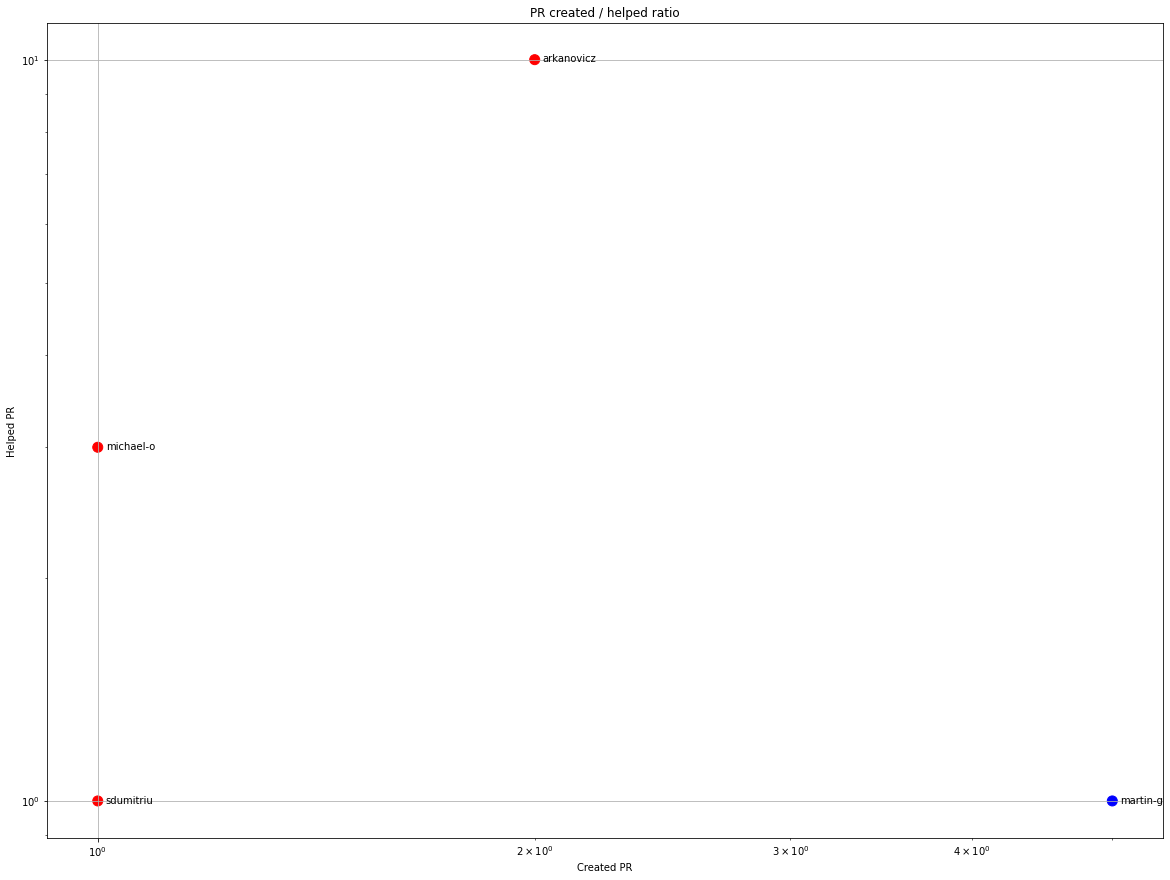 PR created / helped ratio
10¹
arkanovicz
Helped PR
michael-o
10⁰
sdumitriu
martin-g
10⁰
2 × 10⁰
3 × 10⁰
4 × 10⁰
Created PR